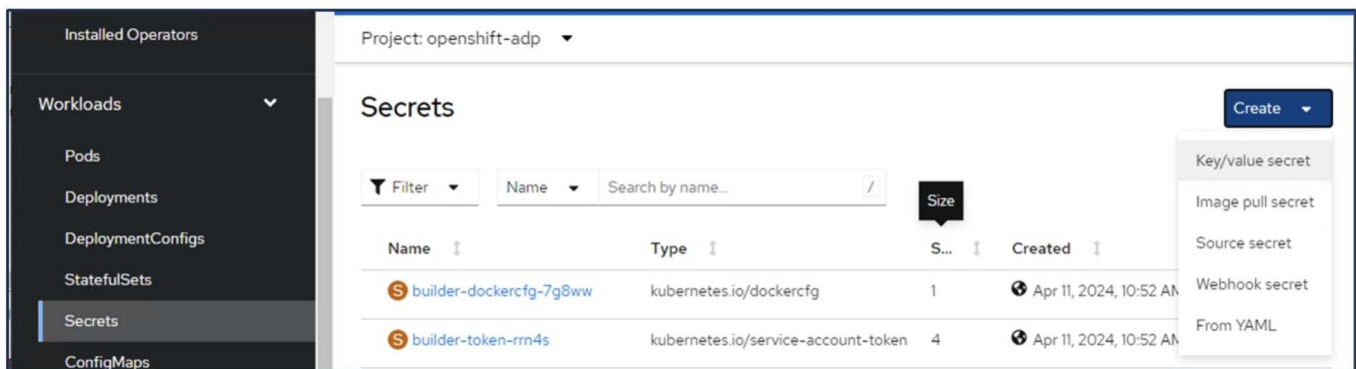 Installed Operators
Project: openshift-adp
Workloads
Secrets
Create
Pods
Key/value secret
Filter
Name
Search by name...
/
Size
Image pull secret
Deployments
DeploymentConfigs
Name
Type
S...
Created
Source secret
StatefulSets
S builder-dockercfg-7g8ww
kubernetes.io/dockercfg
1
Apr 11, 2024, 10:52 AM
Webhook secret
Secrets
From YAML
S builder-token-rrn4s
kubernetes.io/service-account-token
4
Apr 11, 2024, 10:52 AM
ConfigMaps